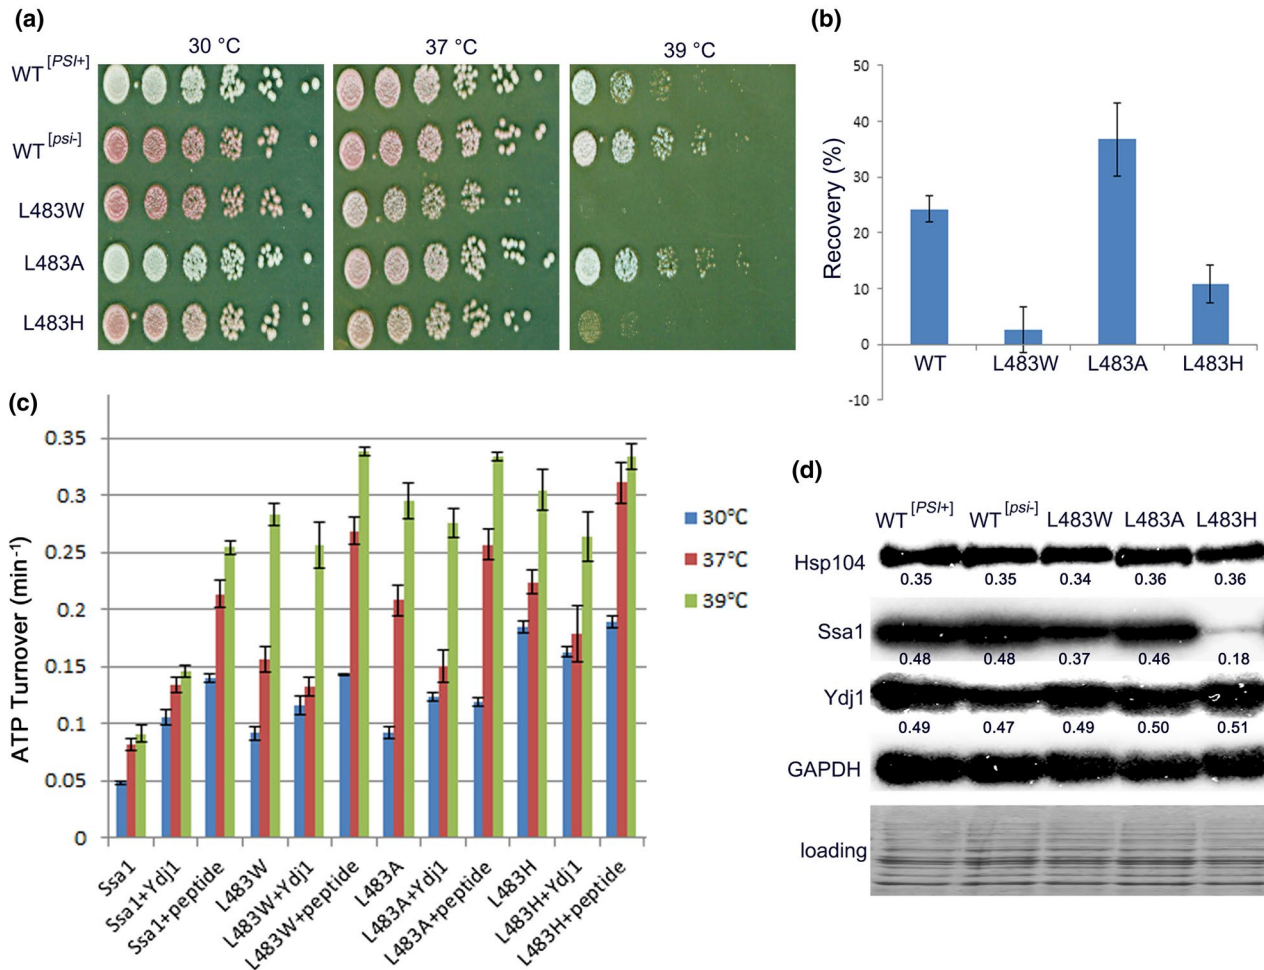 (a)
30 °C 37 °C 39 °C
WT [PSI+]
WT [psi-]
L483W
L483A
L483H
(b)
Recovery (%)
50
40
30
20
10
0
-10
WT L483W L483A L483H
(c)
ATP Turnover (min-1)
0.35
0.3
0.25
0.2
0.15
0.1
0.05
0
Ssa1
Ssa1+Ydj1
Ssa1+peptide
L483W
L483W+Ydj1
L483W+peptide
L483A
L483A+Ydj1
L483A+peptide
L483H
L483H+Ydj1
L483H+peptide
30°C
37°C
39°C
(d)
WT [PSI+] WT [psi-] L483W L483A L483H
Hsp104
0.35 0.35 0.34 0.36 0.36
Ssa1
0.48 0.48 0.37 0.46 0.18
Ydj1
0.49 0.47 0.49 0.50 0.51
GAPDH
loading